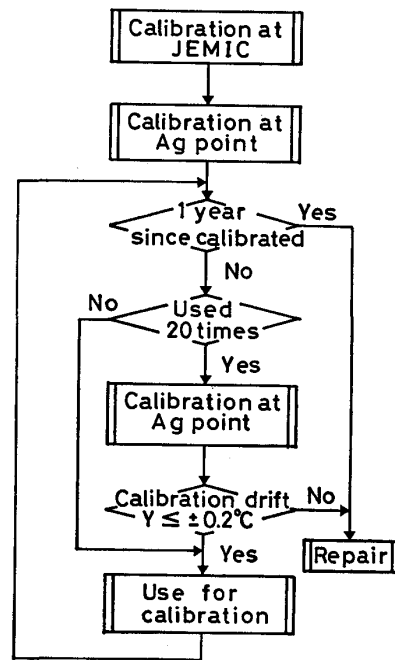 Calibration at
JEMIC
Calibration at
Ag point
1 year
since calibrated
Yes
No
No
Used
20 times
Yes
Calibration at
Ag point
Calibration drift
Y ≤ ±0.2°C
No
Yes
Repair
Use for
calibration